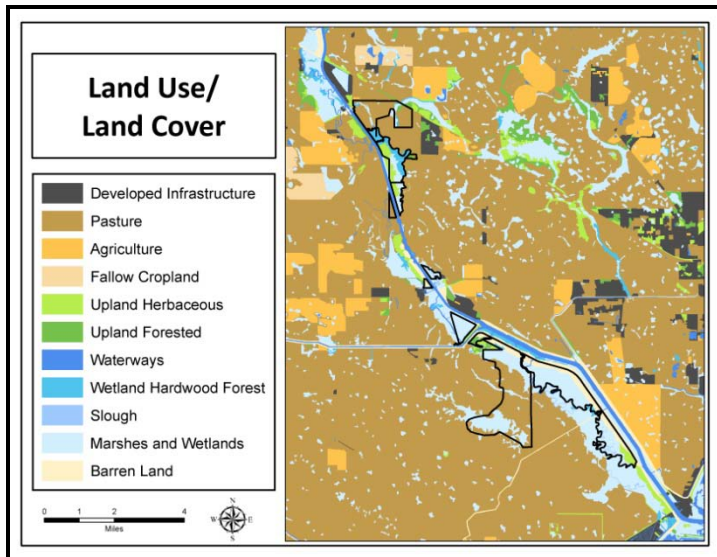 Land Use/
Land Cover
Developed Infrastructure
Pasture
Agriculture
Fallow Cropland
Upland Herbaceous
Upland Forested
Waterways
Wetland Hardwood Forest
Slough
Marshes and Wetlands
Barren Land
0 1 2 4
Miles
N
W E
S